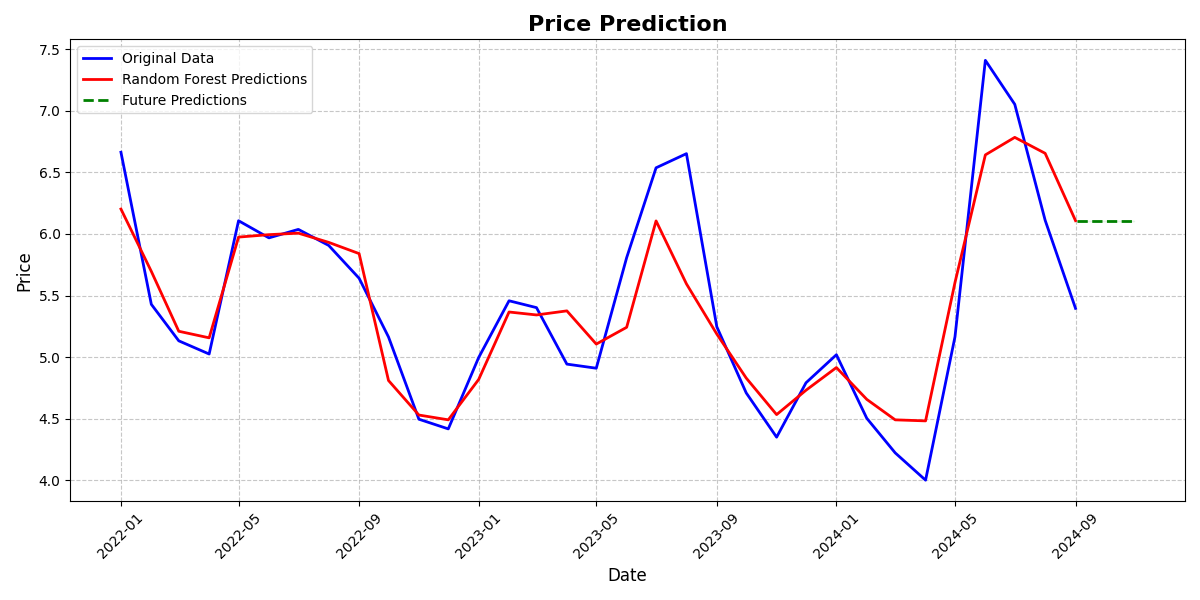 Price Prediction
Original Data
Random Forest Predictions
Future Predictions
7.5
7.0
6.5
6.0
5.5
5.0
4.5
4.0
Price
2022-01
2022-05
2022-09
2023-01
2023-05
2023-09
2024-01
2024-05
2024-09
Date